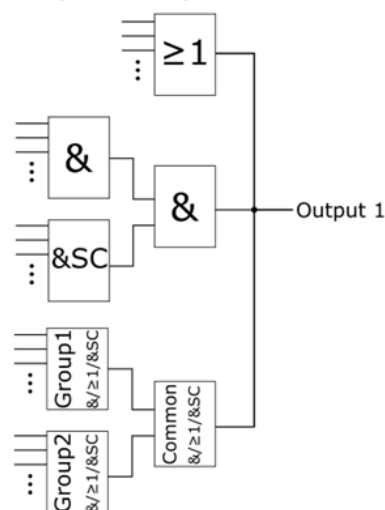 ≥1
&
&
Output 1
&SC
Group1
&/≥1/&SC
Common
&/≥1/&SC
Group2
&/≥1/&SC